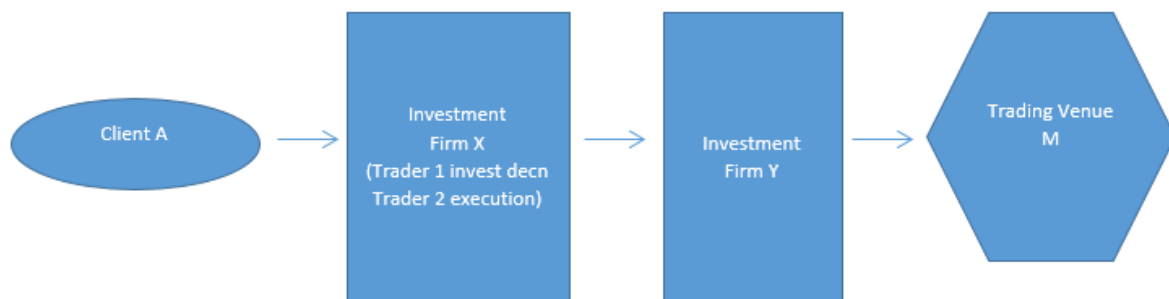 Client A
Investment
Firm X
(Trader 1 invest decn
Trader 2 execution)
Investment
Firm Y
Trading Venue
M